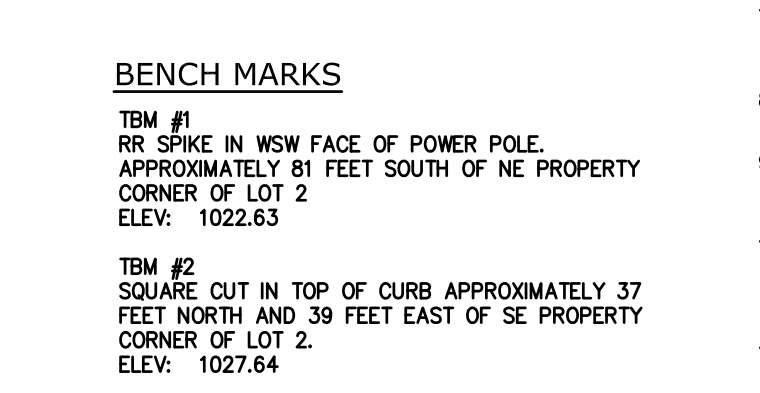 BENCH MARKS
TBM #1
RR SPIKE IN WSW FACE OF POWER POLE.
APPROXIMATELY 81 FEET SOUTH OF NE PROPERTY
CORNER OF LOT 2
ELEV: 1022.63
TBM #2
SQUARE CUT IN TOP OF CURB APPROXIMATELY 37
FEET NORTH AND 39 FEET EAST OF SE PROPERTY
CORNER OF LOT 2.
ELEV: 1027.64